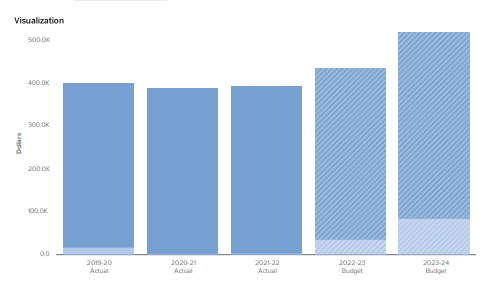 Visualization
500.0K
400.0K
300.0K
200.0K
100.0K
0.0
Dollars
2019-20
Actual
2020-21
Actual
2021-22
Actual
2022-23
Budget
2023-24
Budget